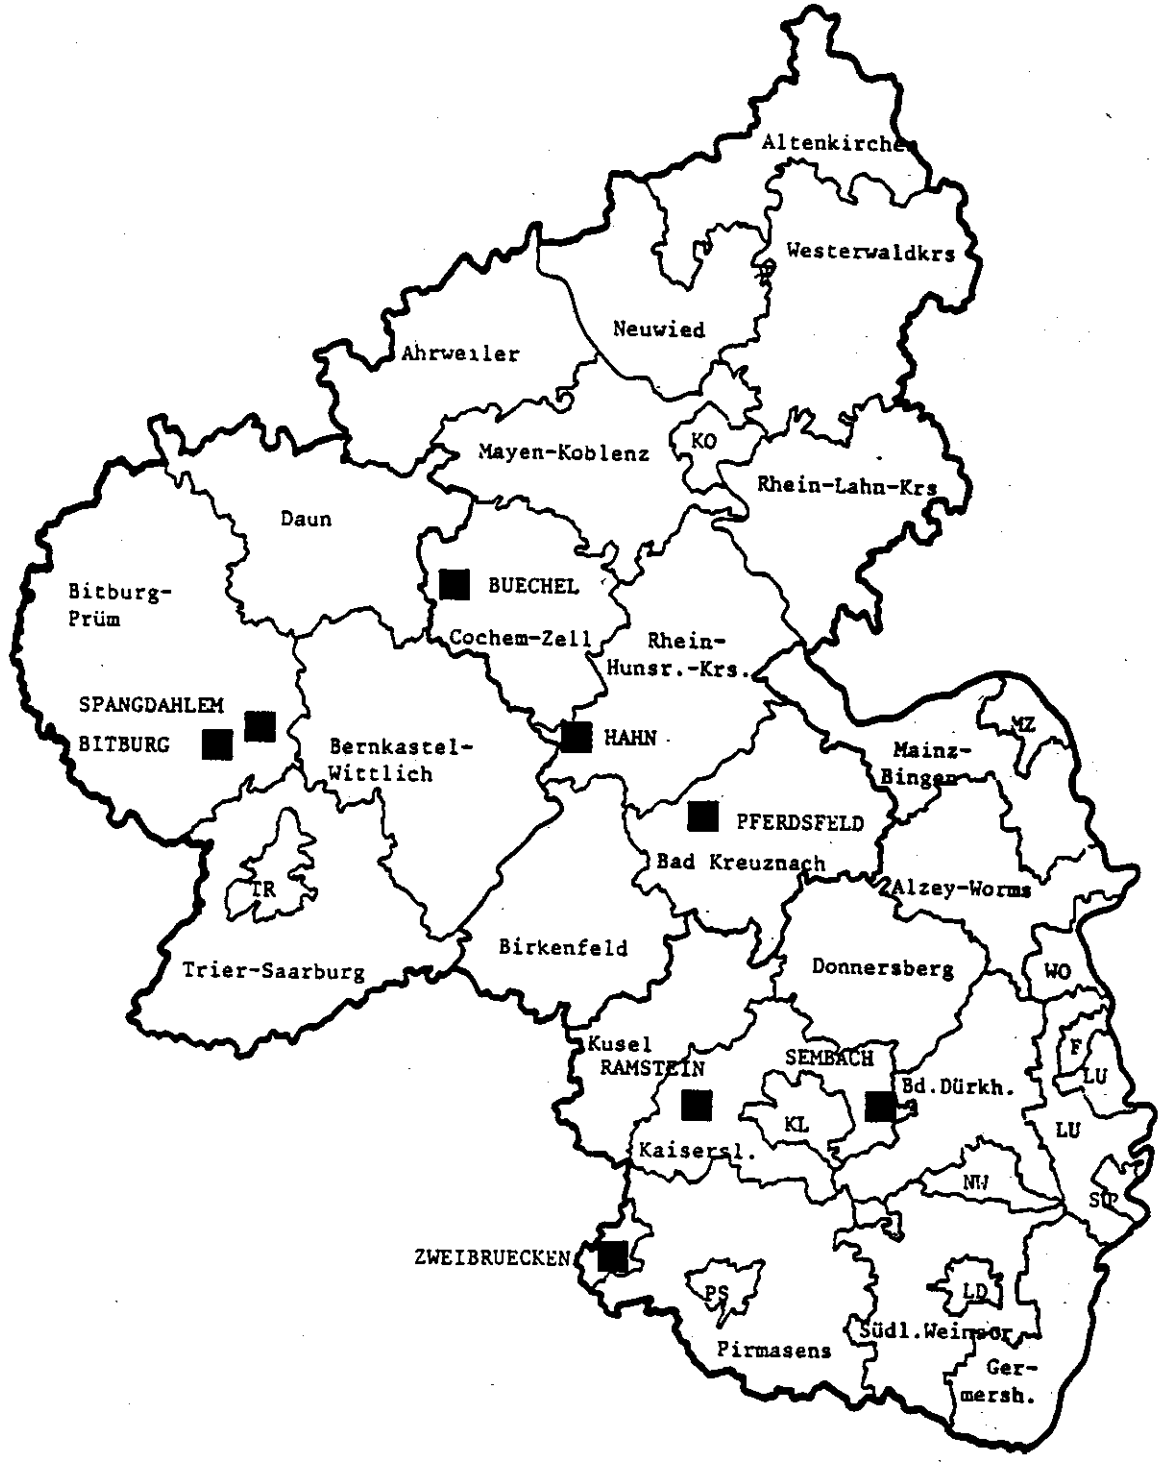 Altenkirche
Westerwaldkrs
Neuwied
Ahrweiler
KO
Mayen-Koblenz
Rhein-Lahn-Krs
Daun
BUECHEL
Bitburg-
Prüm
Cochem-Zell
Rhein-
Hunsr.-Krs.
SPANGDAHLEM
BITBURG
Bernkastel-
Wittlich
HAHN
MZ
Mainz-
Bingen
PFERDSFELD
Bad Kreuznach
TR
Alzey-Worms
Birkenfeld
Trier-Saarburg
Donnersberg
WO
Kusel
RAMSTEIN
SEMBACH
F
LU
Bd.Dürkh.
KL
LU
Kaisersl.
NW
SP
ZWEIBRUECKEN
PS
LD
Südl.Weinstr.
Pirmasens
Ger-
mersh.